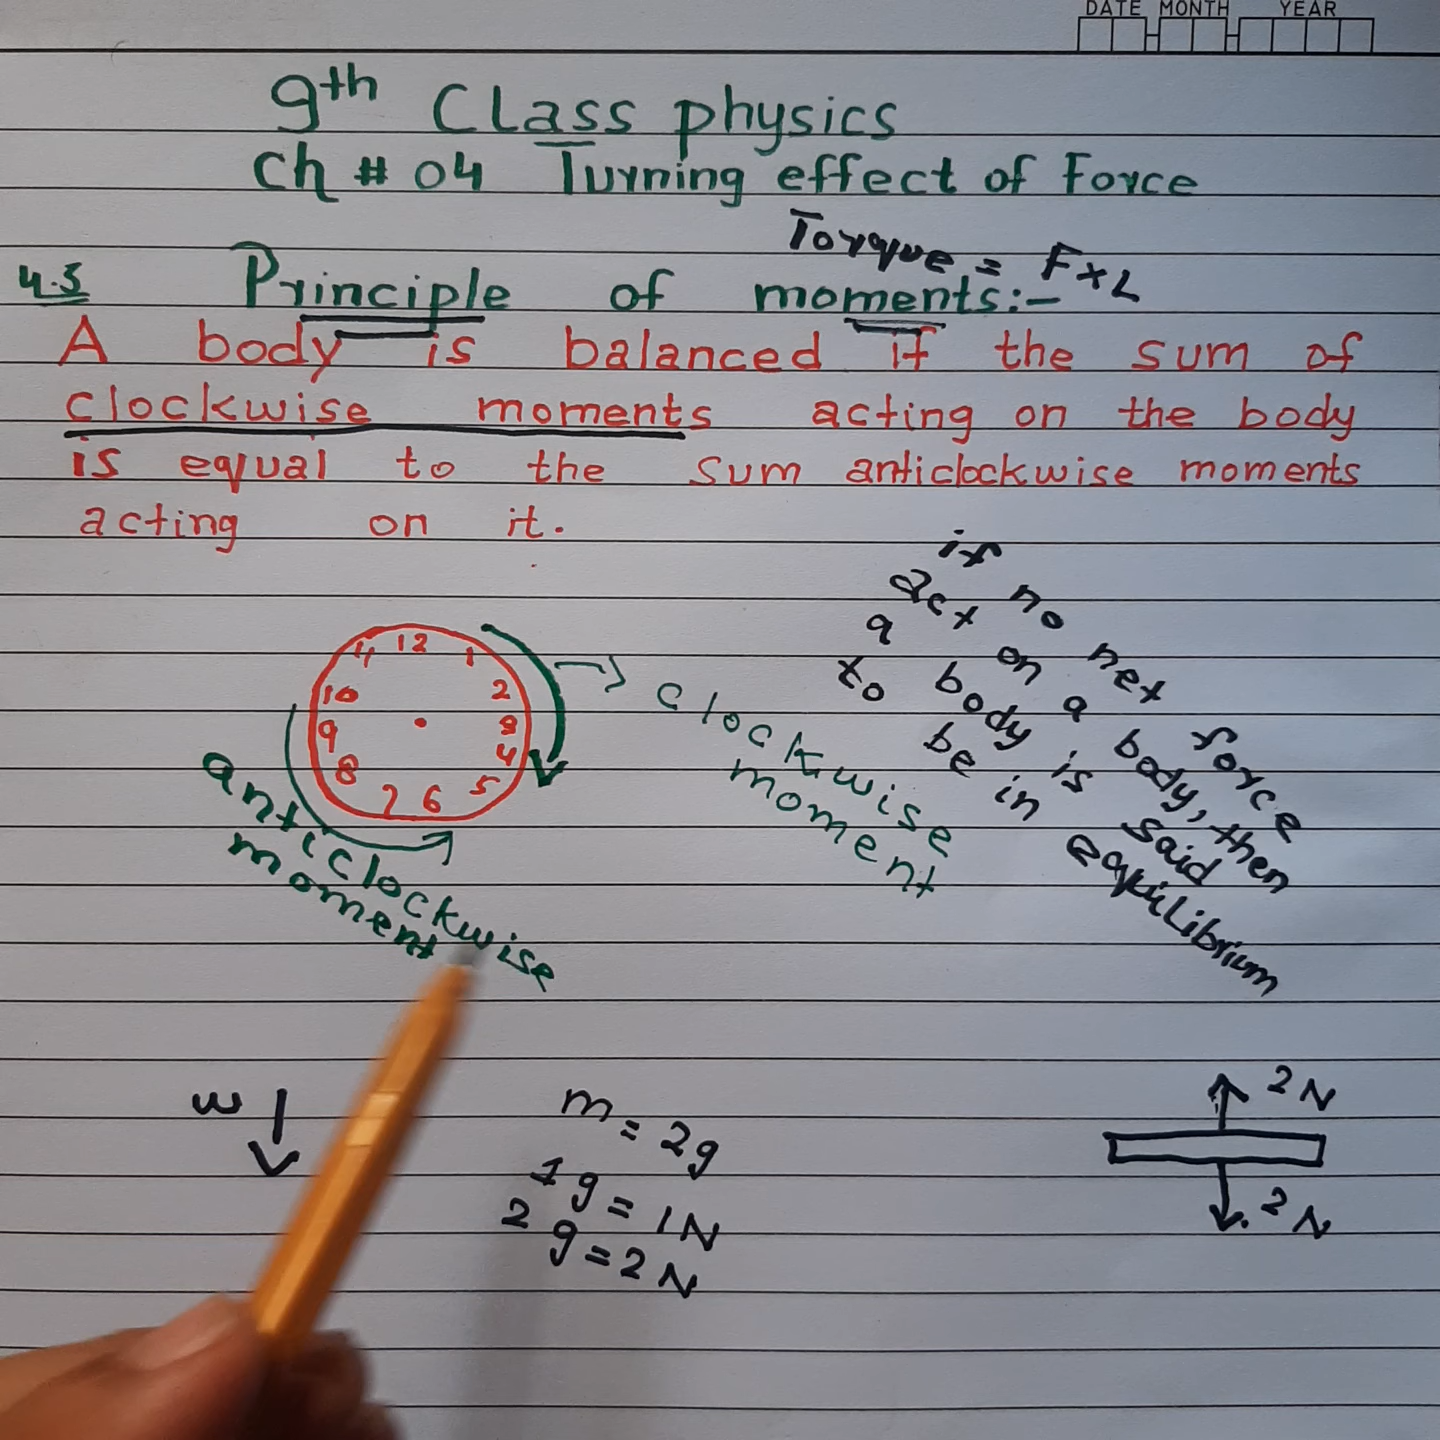 DATE MONTH YEAR
9th Class physics
Ch # 04 Turning effect of Force
Torque = F×L
4.5 Principle of moments:-
A body is balanced if the sum of
clockwise moments acting on the body
is equal to the sum anticlockwise moments
acting on it.
if no net force
act on a body, then
a body is said
to be in equilibrium
12
11 1
10 2
9 3
4
8 5
7 6
clockwise
moment
anticlockwise
moment
w
m = 2g
1g = 1N
2g = 2N
2N
2N